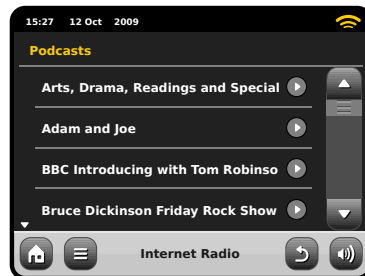 15:27 12 Oct 2009
Podcasts
Arts, Drama, Readings and Special
Adam and Joe
BBC Introducing with Tom Robinso
Bruce Dickinson Friday Rock Show
Internet Radio